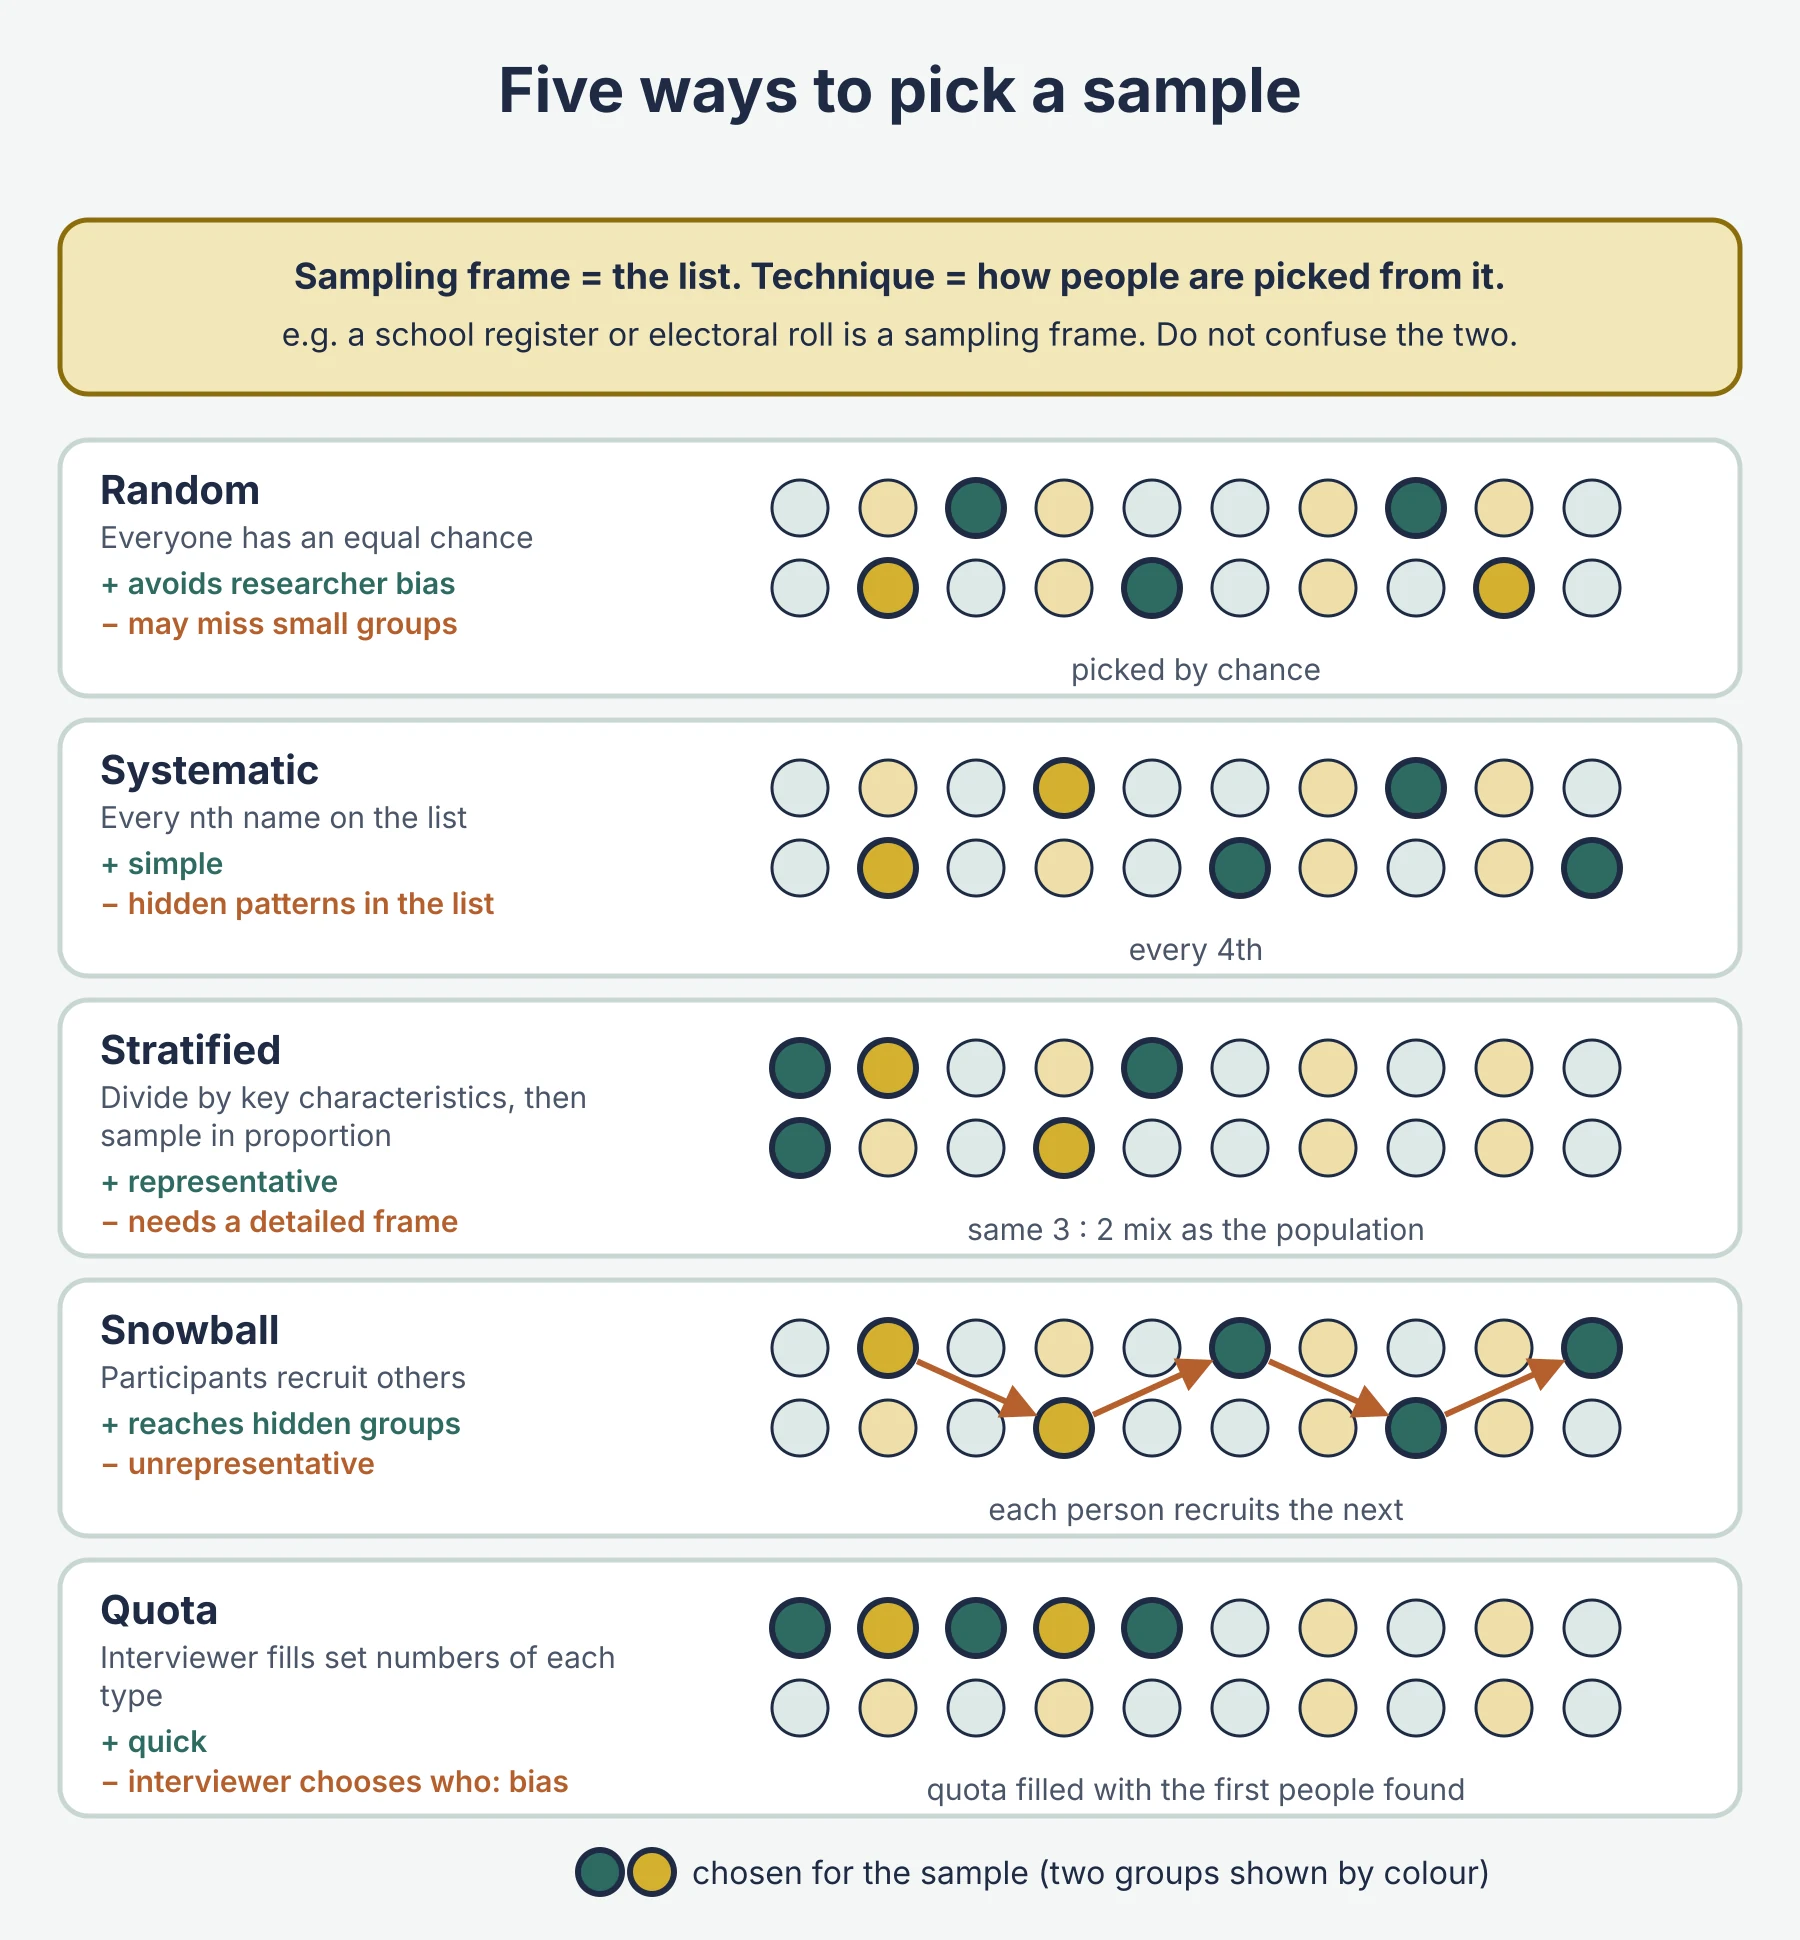 Five ways to pick a sample
Sampling frame = the list. Technique = how people are picked from it.
e.g. a school register or electoral roll is a sampling frame. Do not confuse the two.
Random
Everyone has an equal chance
+ avoids researcher bias
− may miss small groups
picked by chance
Systematic
Every nth name on the list
+ simple
− hidden patterns in the list
every 4th
Stratified
Divide by key characteristics, then
sample in proportion
+ representative
− needs a detailed frame
same 3 : 2 mix as the population
Snowball
Participants recruit others
+ reaches hidden groups
− unrepresentative
each person recruits the next
Quota
Interviewer fills set numbers of each
type
+ quick
− interviewer chooses who: bias
quota filled with the first people found
chosen for the sample (two groups shown by colour)